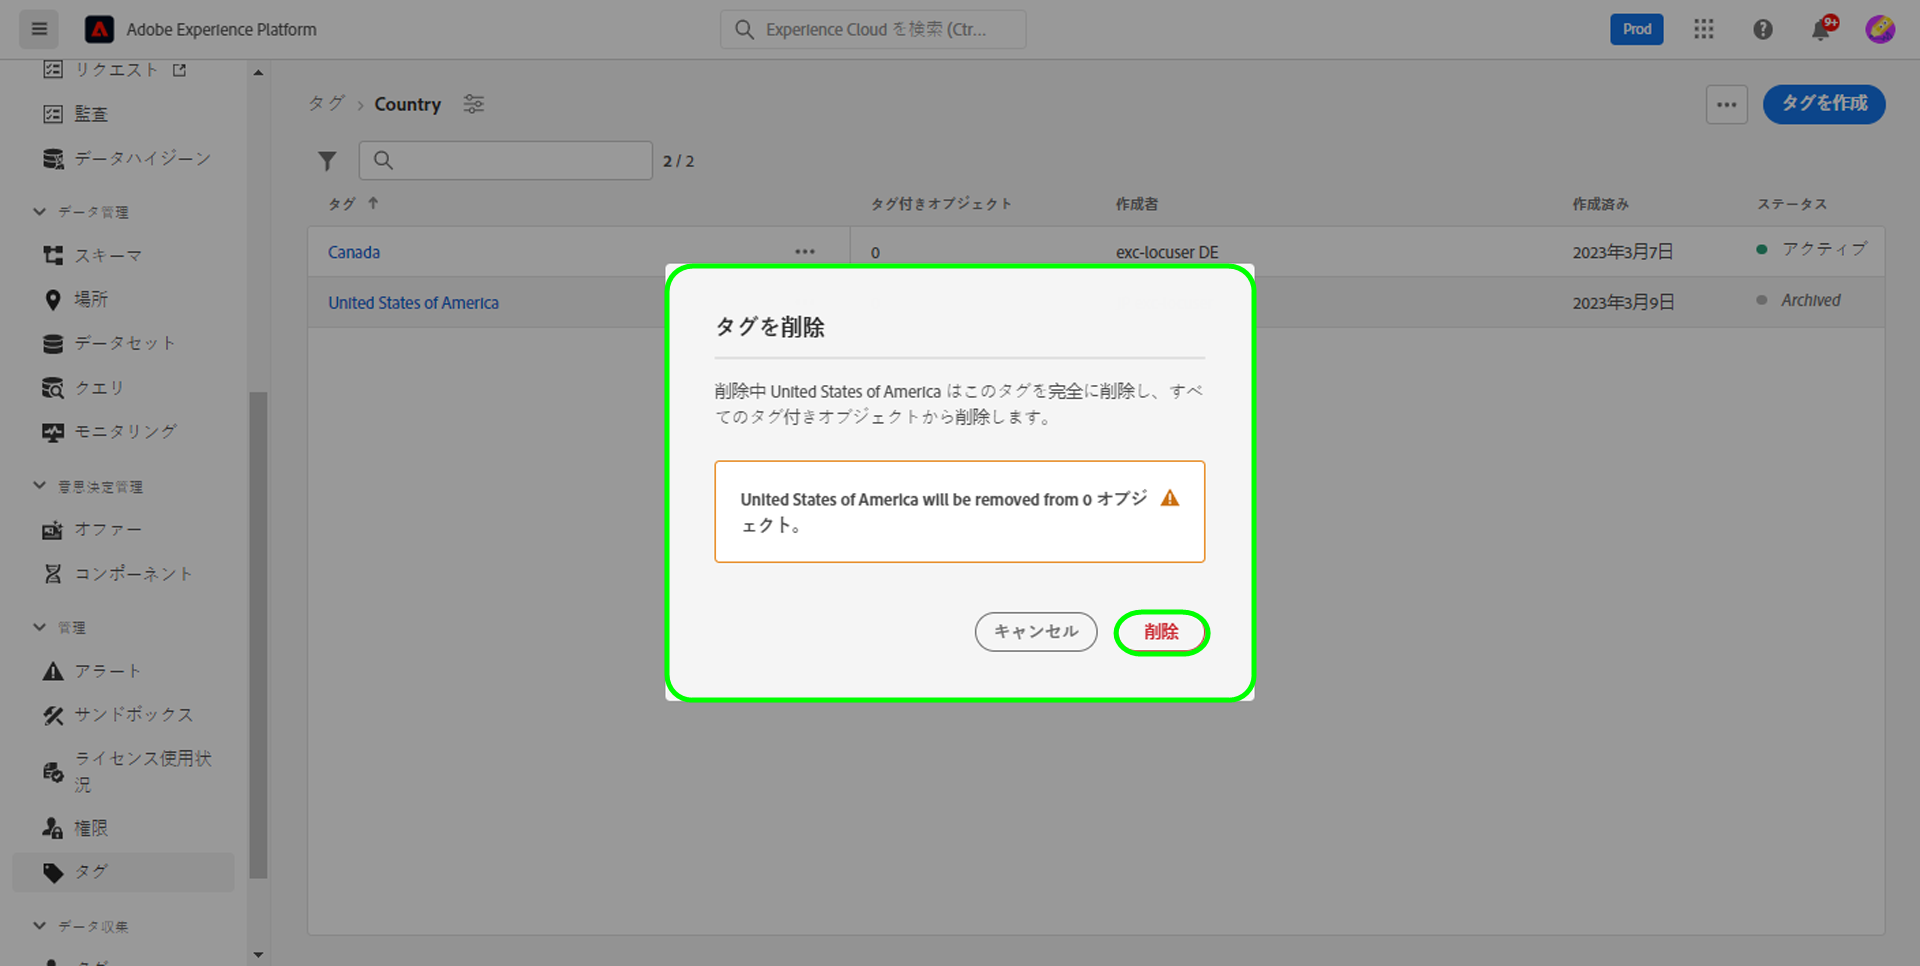 Adobe Experience Platform
Experience Cloud を検索 (Ctr...
Prod
9+
リクエスト
監査
データハイジーン
データ管理
スキーマ
場所
データセット
クエリ
モニタリング
意思決定管理
オファー
コンポーネント
管理
アラート
サンドボックス
ライセンス使用状
況
権限
タグ
データ収集
タグ
タグ > Country
タグを作成
2 / 2
タグ ↑ タグ付きオブジェクト 作成者 作成済み ステータス
Canada ••• 0 exc-locuser DE 2023年3月7日 アクティブ
United States of America 2023年3月9日 Archived
タグを削除
削除中 United States of America はこのタグを完全に削除し、すべ
てのタグ付きオブジェクトから削除します。
United States of America will be removed from 0 オブジ
ェクト。
キャンセル 削除